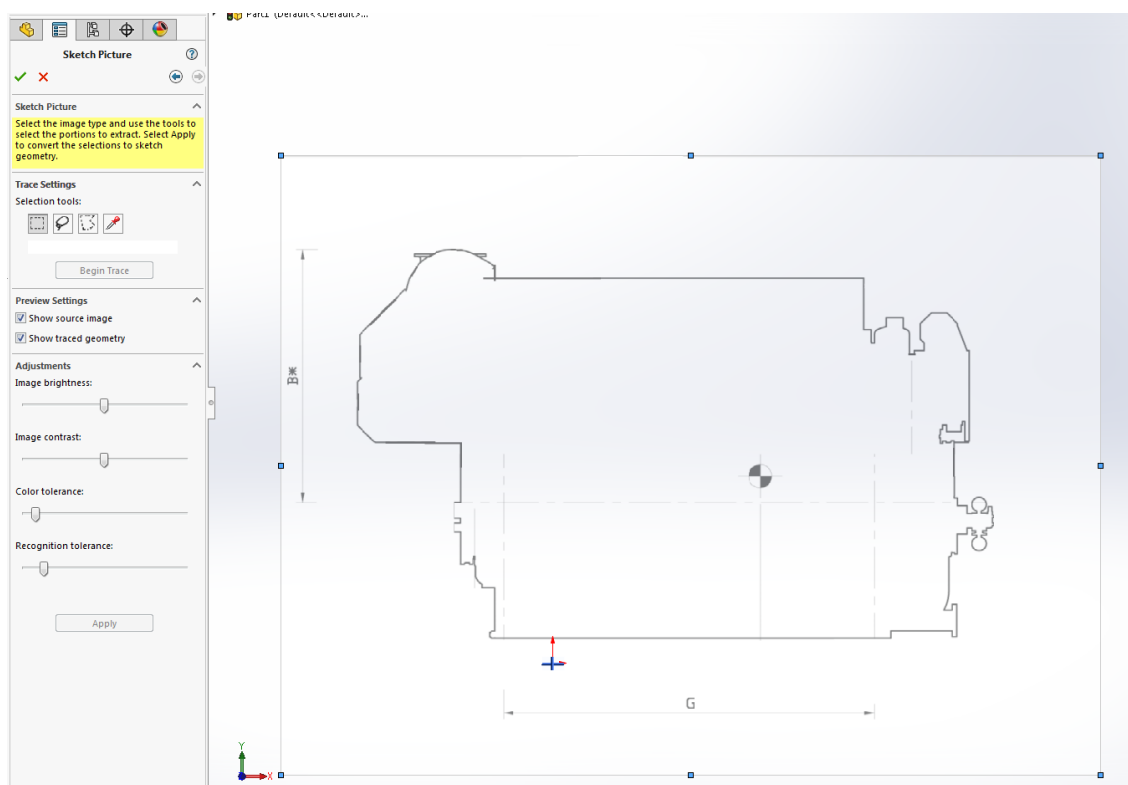 Part1 (Default<<Default>...
Sketch Picture
Sketch Picture
Select the image type and use the tools to
select the portions to extract. Select Apply
to convert the selections to sketch
geometry.
Trace Settings
Selection tools:
Begin Trace
Preview Settings
Show source image
Show traced geometry
Adjustments
Image brightness:
Image contrast:
Color tolerance:
Recognition tolerance:
Apply
B*
G
Y
X